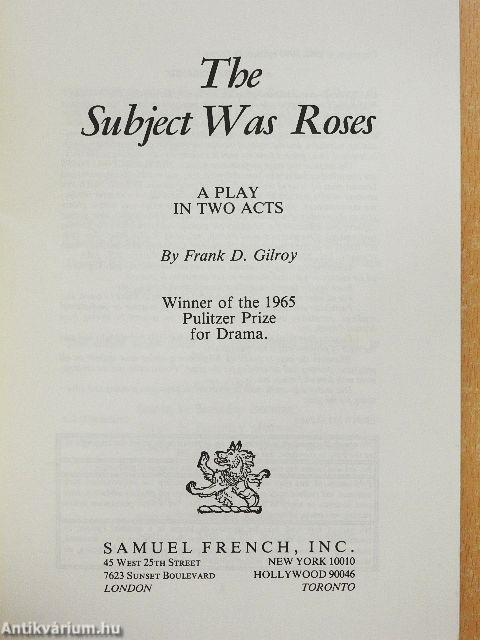 The
Subject Was Roses
A PLAY
IN TWO ACTS
By Frank D. Gilroy
Winner of the 1965
Pulitzer Prize
for Drama.
SAMUEL FRENCH, INC.
45 WEST 25TH STREET NEW YORK 10010
7623 SUNSET BOULEVARD HOLLYWOOD 90046
LONDON TORONTO
Antikvárium.hu